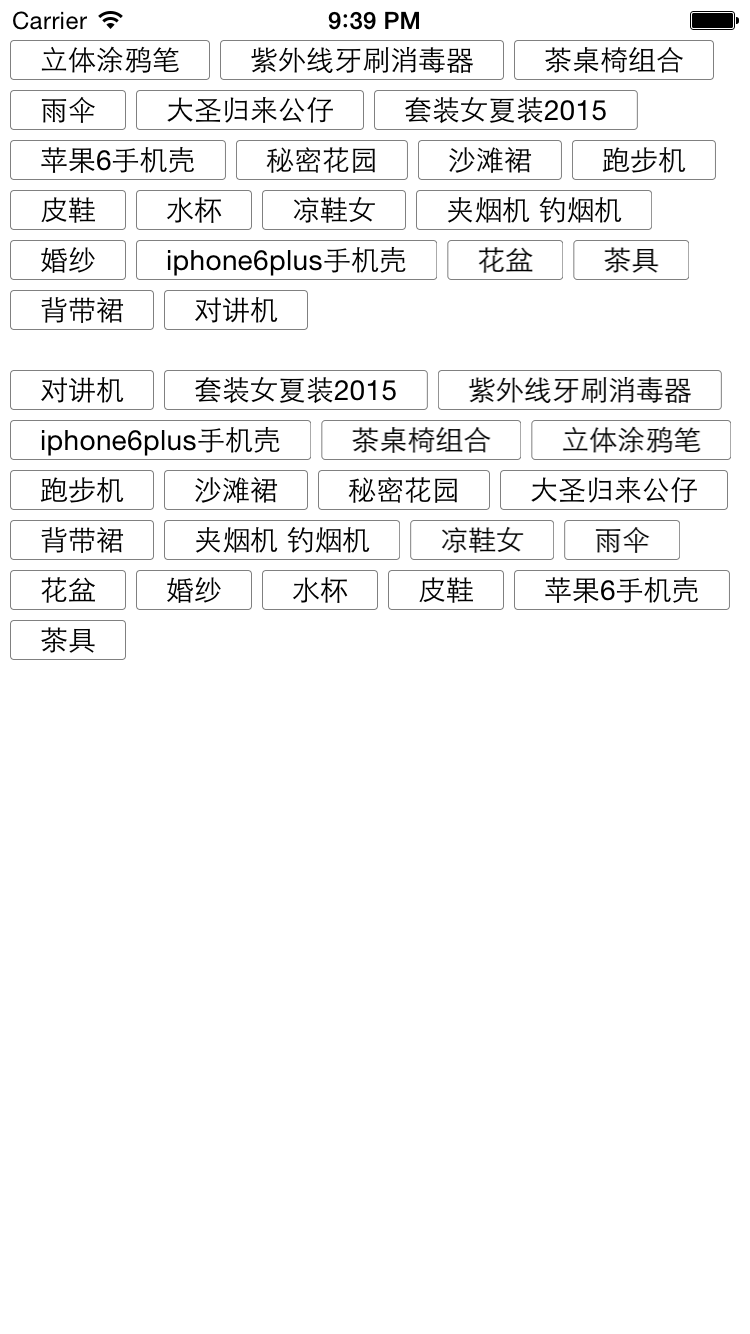 Carrier 9:39 PM
立体涂鸦笔 紫外线牙刷消毒器 茶桌椅组合
雨伞 大圣归来公仔 套装女夏装2015
苹果6手机壳 秘密花园 沙滩裙 跑步机
皮鞋 水杯 凉鞋女 夹烟机 钓烟机
婚纱 iphone6plus手机壳 花盆 茶具
背带裙 对讲机
对讲机 套装女夏装2015 紫外线牙刷消毒器
iphone6plus手机壳 茶桌椅组合 立体涂鸦笔
跑步机 沙滩裙 秘密花园 大圣归来公仔
背带裙 夹烟机 钓烟机 凉鞋女 雨伞
花盆 婚纱 水杯 皮鞋 苹果6手机壳
茶具